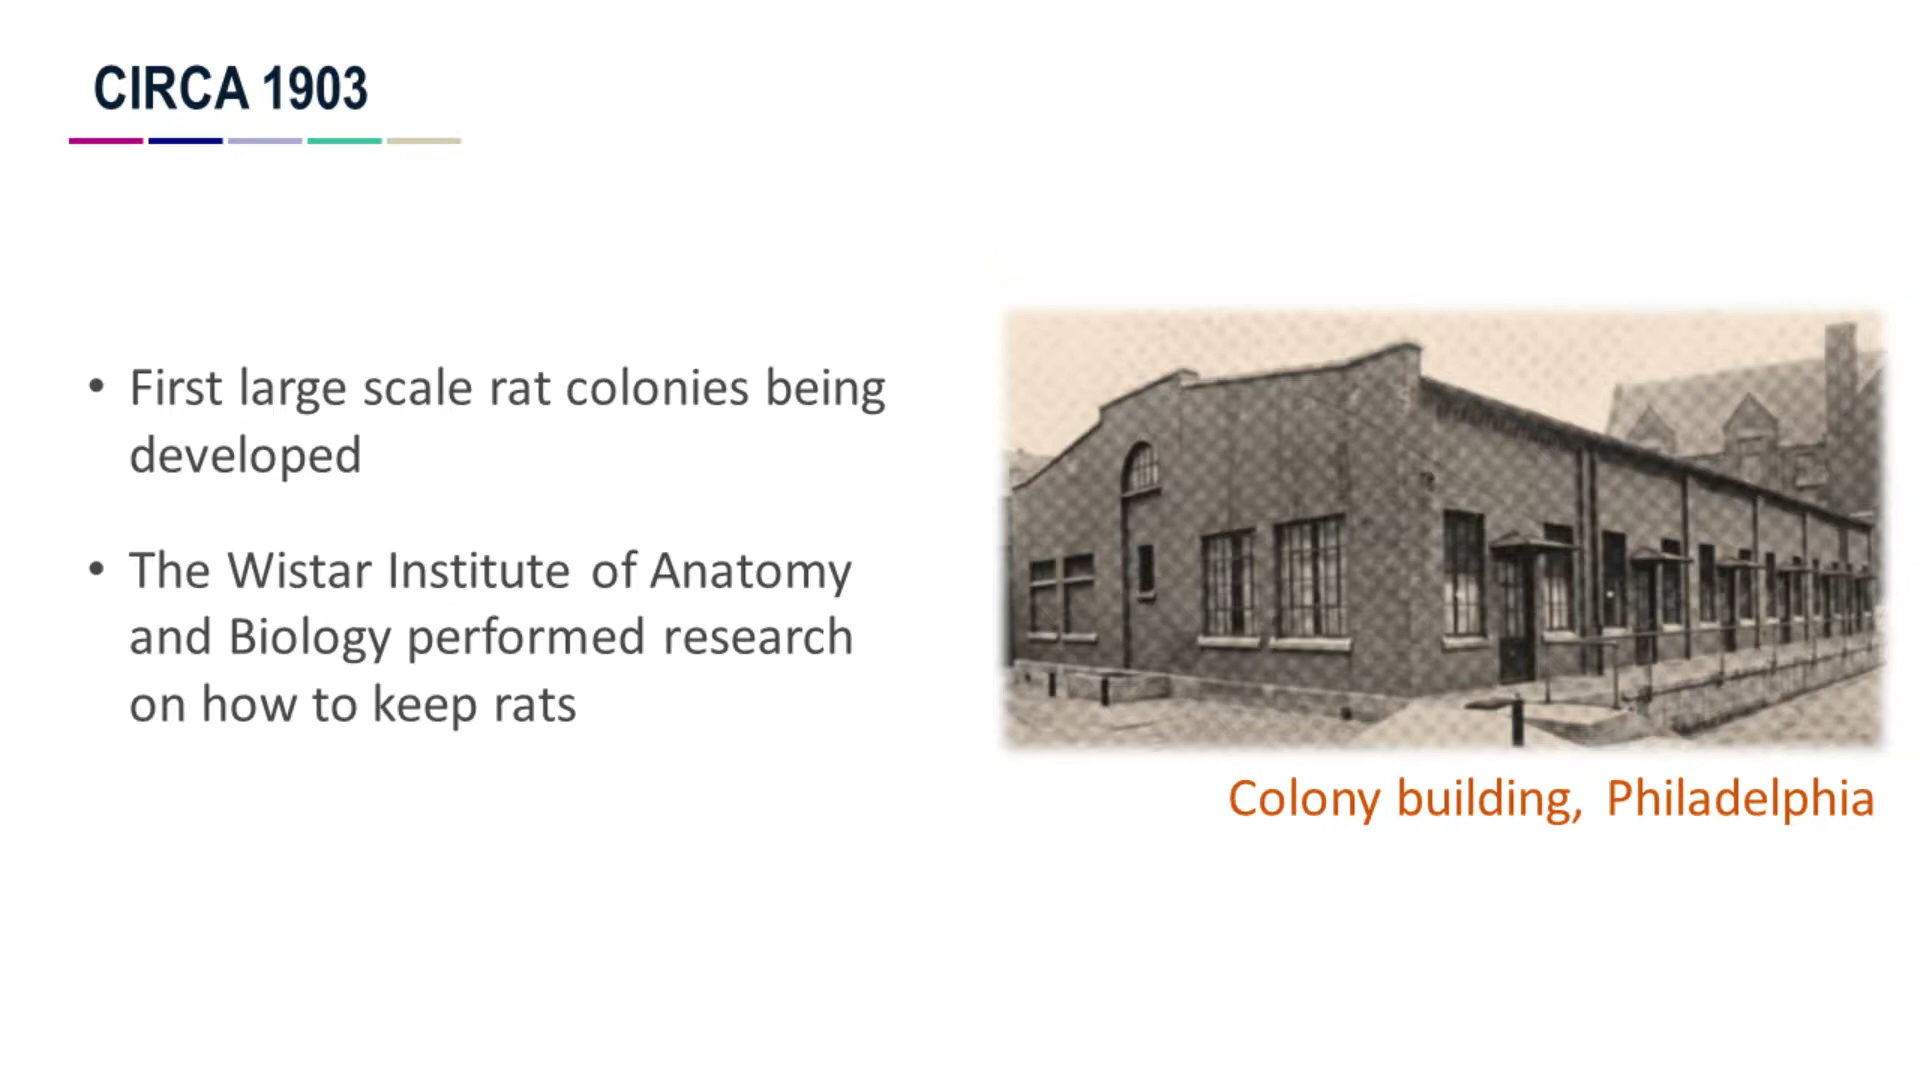 CIRCA 1903
• First large scale rat colonies being
developed
• The Wistar Institute of Anatomy
and Biology performed research
on how to keep rats
Colony building, Philadelphia